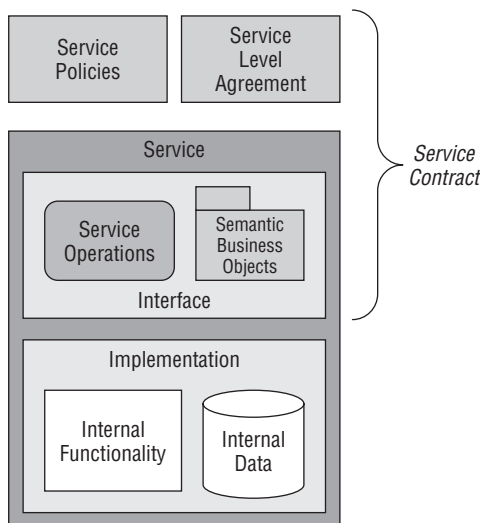 Service
Policies
Service
Level
Agreement
Service
Contract
Service
Service
Operations
Semantic
Business
Objects
Interface
Implementation
Internal
Functionality
Internal
Data